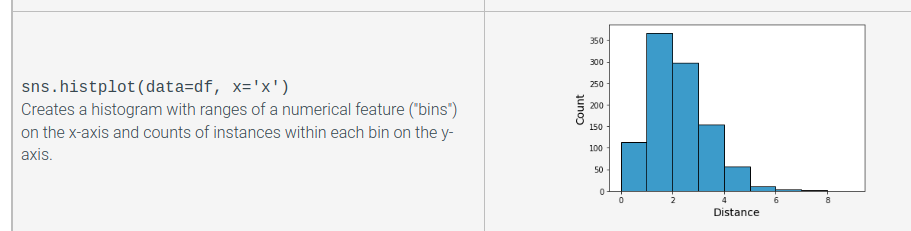 sns.histplot(data=df, x='x')
Creates a histogram with ranges of a numerical feature ("bins")
on the x-axis and counts of instances within each bin on the y-
axis.
350
300
250
200
150
100
50
0
Count
0 2 4 6 8
Distance